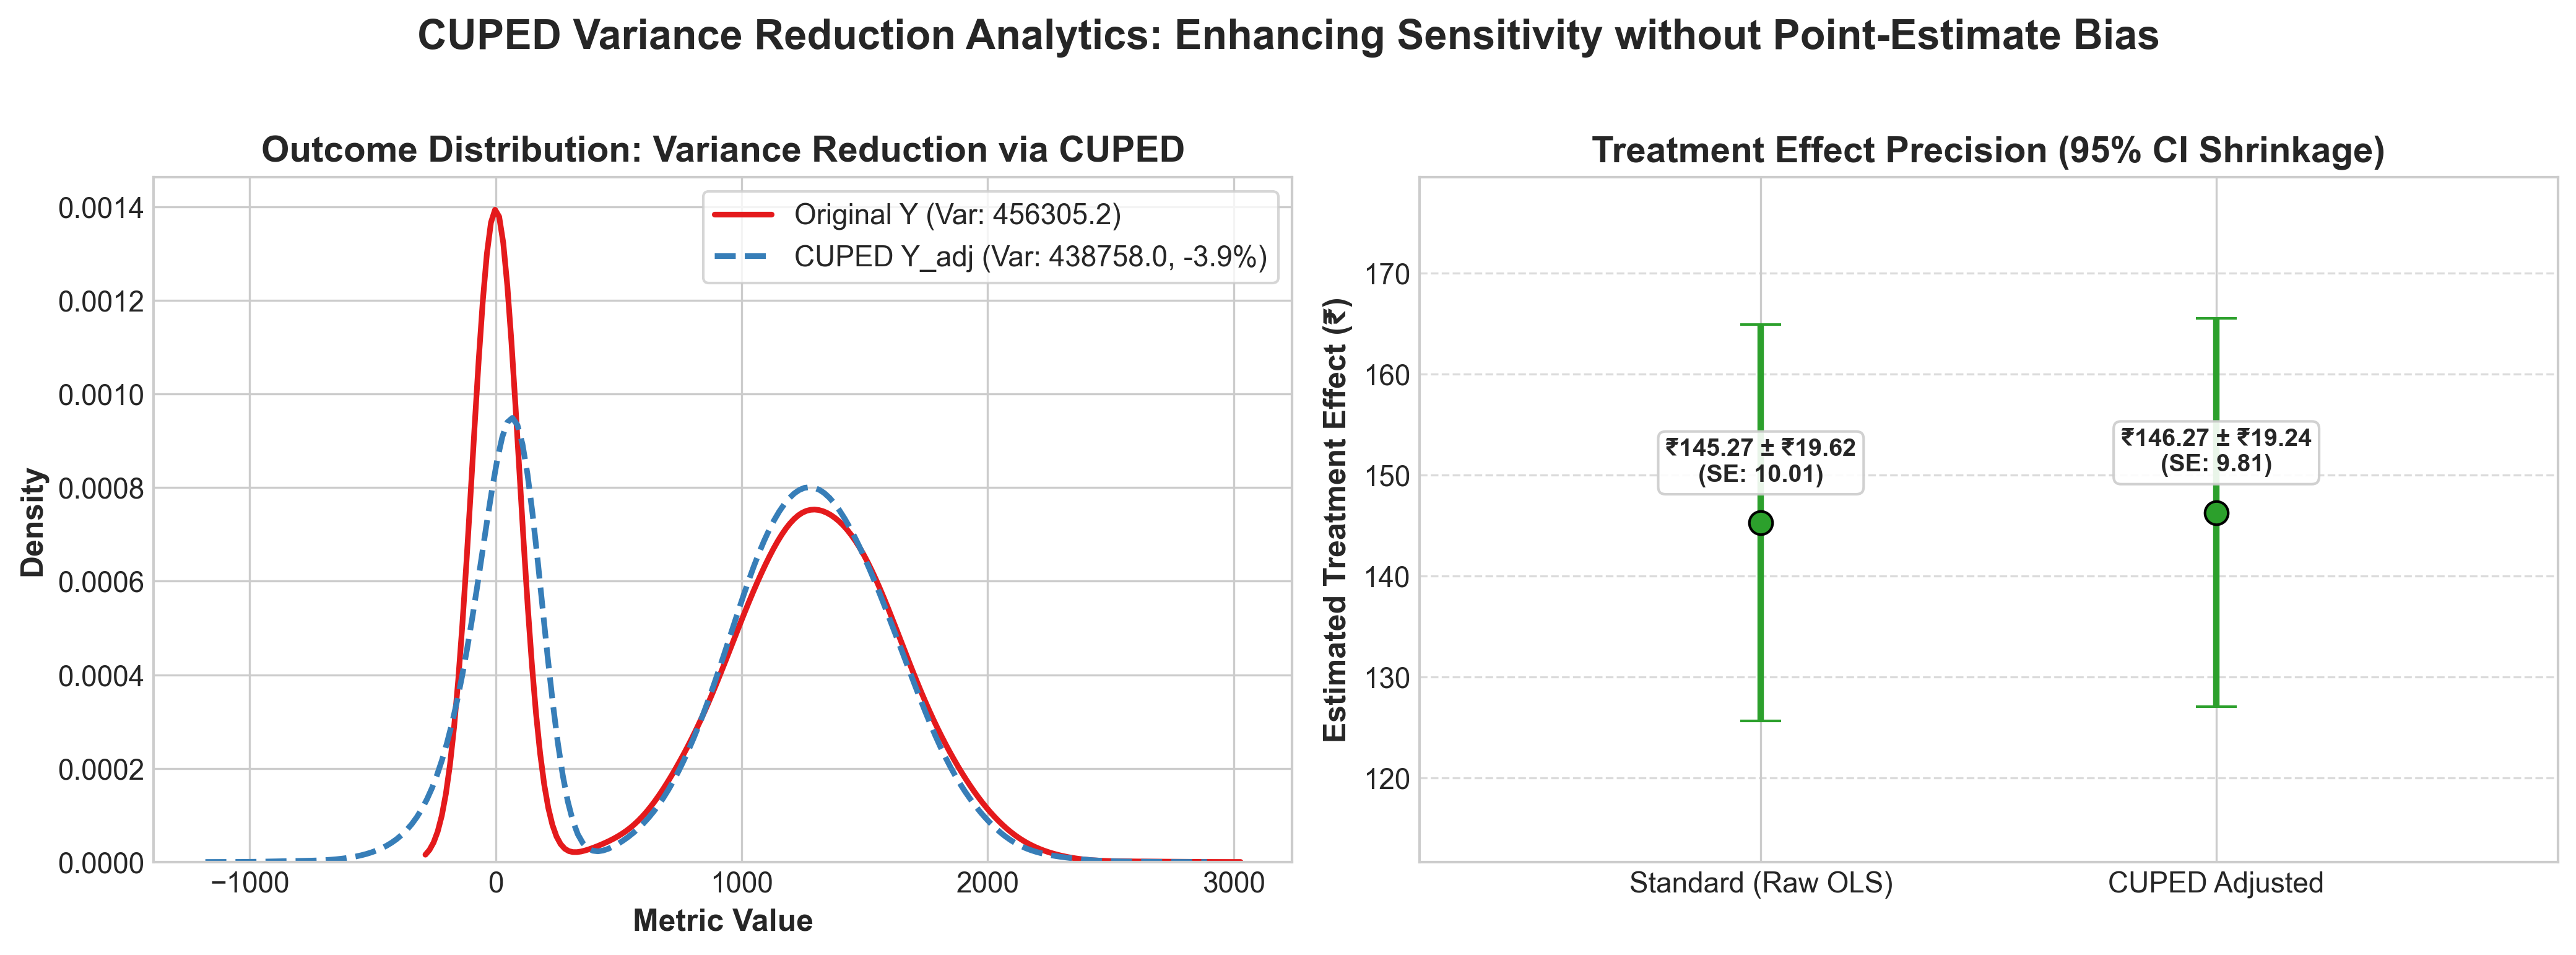 CUPED Variance Reduction Analytics: Enhancing Sensitivity without Point-Estimate Bias
Outcome Distribution: Variance Reduction via CUPED
Original Y (Var: 456305.2)
CUPED Y_adj (Var: 438758.0, -3.9%)
Density
0.0014
0.0012
0.0010
0.0008
0.0006
0.0004
0.0002
0.0000
−1000
0
1000
2000
3000
Metric Value
Treatment Effect Precision (95% CI Shrinkage)
Estimated Treatment Effect (₹)
170
160
150
140
130
120
₹145.27 ± ₹19.62
(SE: 10.01)
₹146.27 ± ₹19.24
(SE: 9.81)
Standard (Raw OLS)
CUPED Adjusted